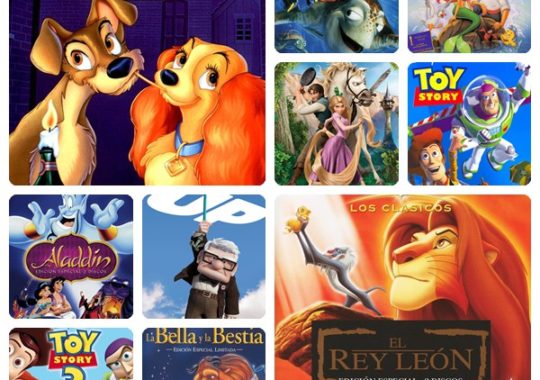 TOY
STORY
Aladdin
EDICIÓN ESPECIAL-2 DISCOS
UP
LOS CLÁSICOS
EL
REY LEÓN
EDICIÓN ESPECIAL - 2 DISCOS
TOY
STORY
La Bella y la Bestia
EDICIÓN ESPECIAL LIMITADA